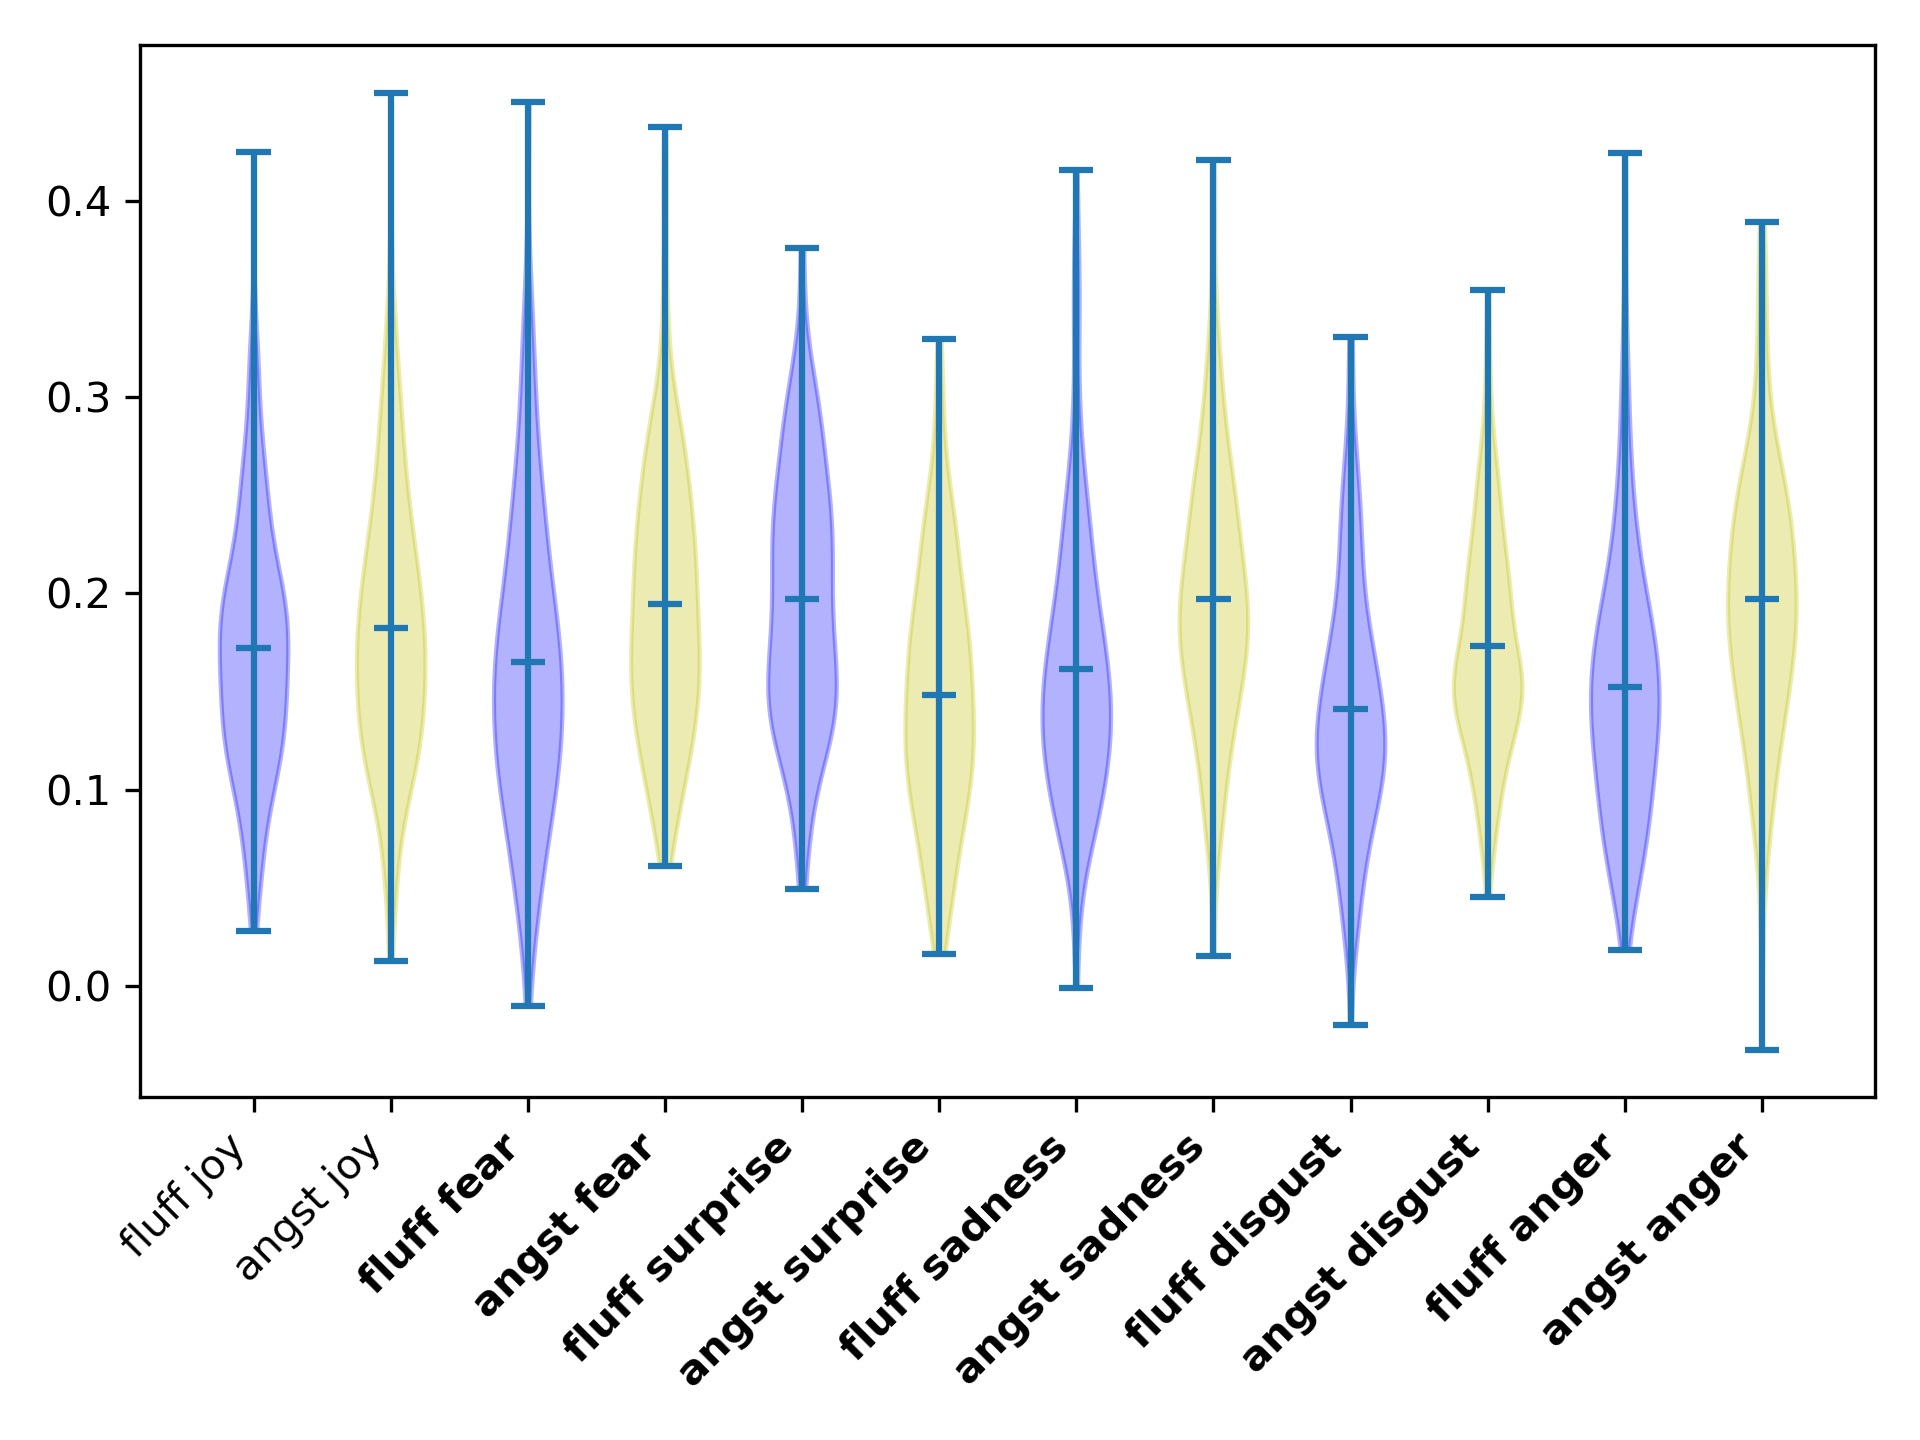 0.4
0.3
0.2
0.1
0.0
fluff joy
angst joy
fluff fear
angst fear
fluff surprise
angst surprise
fluff sadness
angst sadness
fluff disgust
angst disgust
fluff anger
angst anger